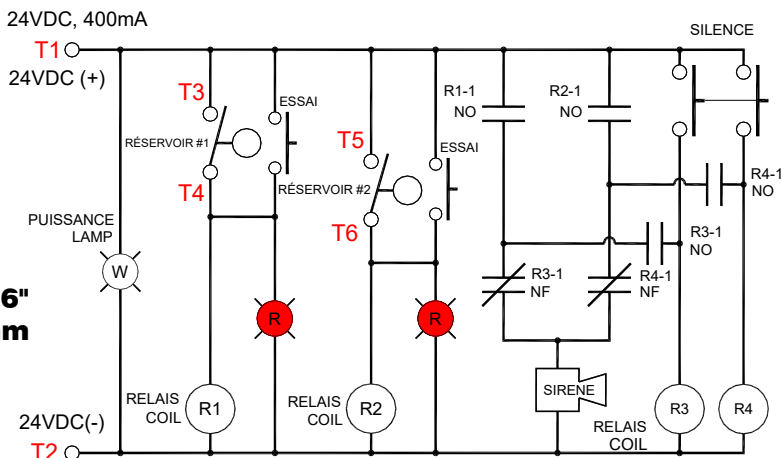 24VDC, 400mA
T1
24VDC (+)
SILENCE
T3
ESSAI
RÉSERVOIR #1
T4
T5
ESSAI
RÉSERVOIR #2
T6
R1-1
NO
R2-1
NO
R4-1
NO
R3-1
NO
R3-1
NF
R4-1
NF
PUISSANCE
LAMP
W
6"
R
R
RELAIS
COIL
R1
RELAIS
COIL
R2
SIRENE
RELAIS
COIL
R3
R4
24VDC(-)
T2